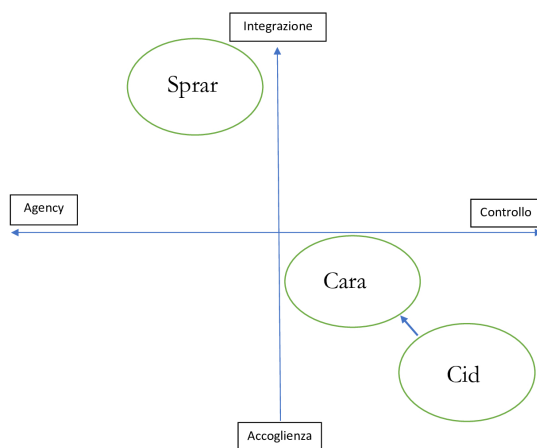 Integrazione
Sprar
Agency
Controllo
Cara
Cid
Accoglienza